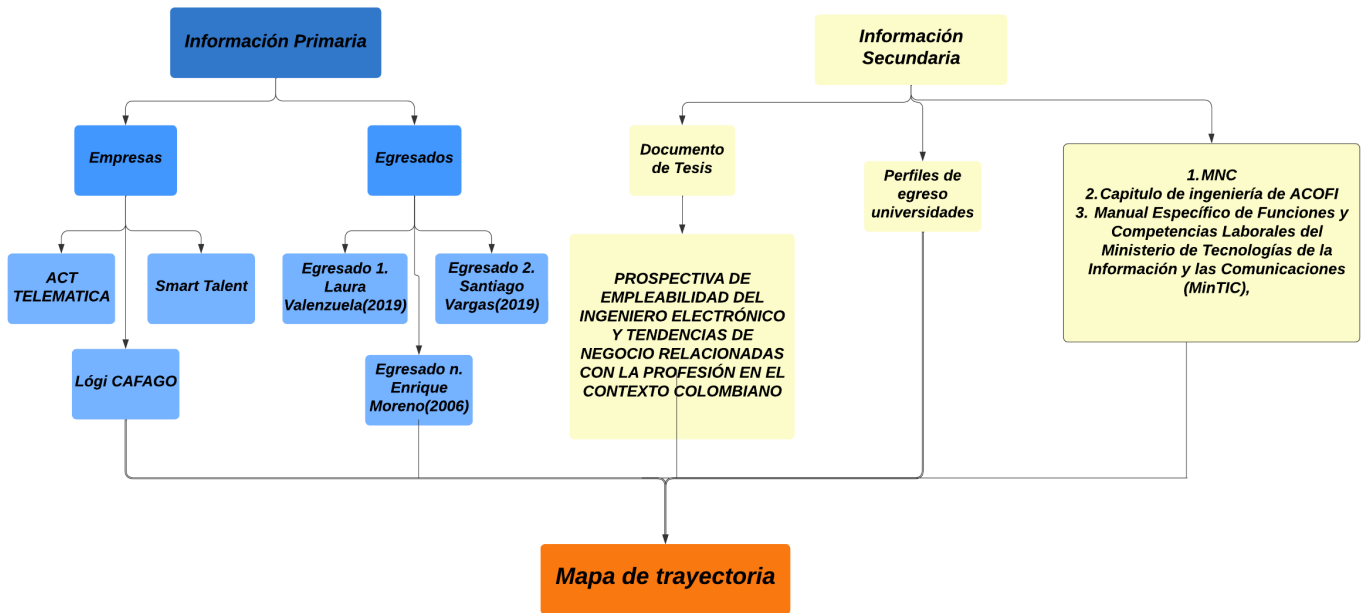 Información Primaria
Información
Secundaria
Empresas
Egresados
Documento
de Tesis
Perfiles de
egreso
universidades
1. MNC
2. Capitulo de ingeniería de ACOFI
3. Manual Específico de Funciones y
Competencias Laborales del
Ministerio de Tecnologías de la
Información y las Comunicaciones
(MinTIC),
ACT
TELEMATICA
Smart Talent
Egresado 1.
Laura
Valenzuela(2019)
Egresado 2.
Santiago
Vargas(2019)
PROSPECTIVA DE
EMPLEABILIDAD DEL
INGENIERO ELECTRÓNICO
Y TENDENCIAS DE
NEGOCIO RELACIONADAS
CON LA PROFESIÓN EN EL
CONTEXTO COLOMBIANO
Lógi CAFAGO
Egresado n.
Enrique
Moreno(2006)
Mapa de trayectoria